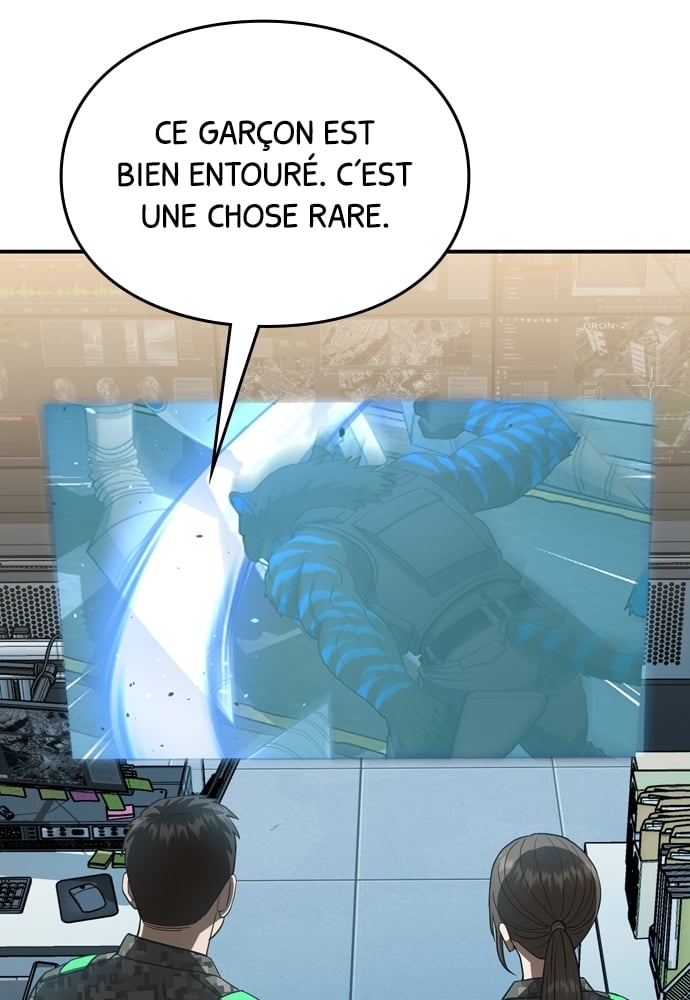 CE GARÇON EST
BIEN ENTOURÉ. C'EST
UNE CHOSE RARE.
DRON-2